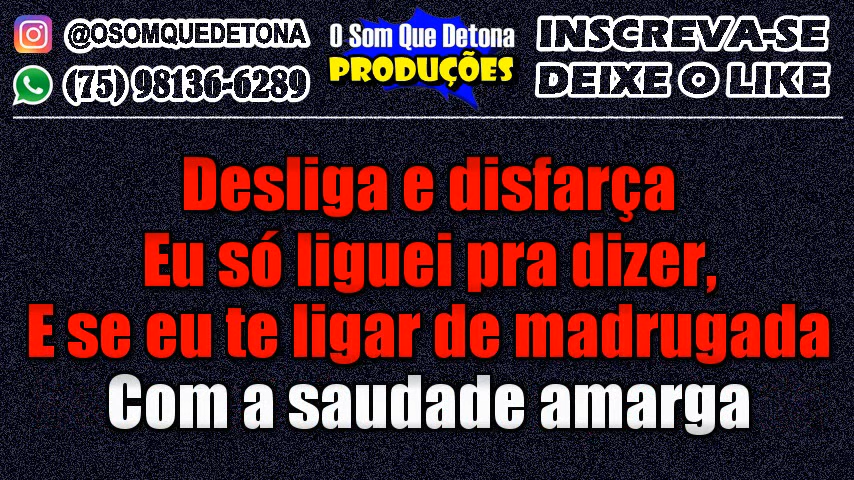 @OSOMQUEDETONA
(75) 98136-6289
O Som Que Detona
PRODUÇÕES
INSCREVA-SE
DEIXE O LIKE
Desliga e disfarça
Eu só liguei pra dizer,
E se eu te ligar de madrugada
Com a saudade amarga